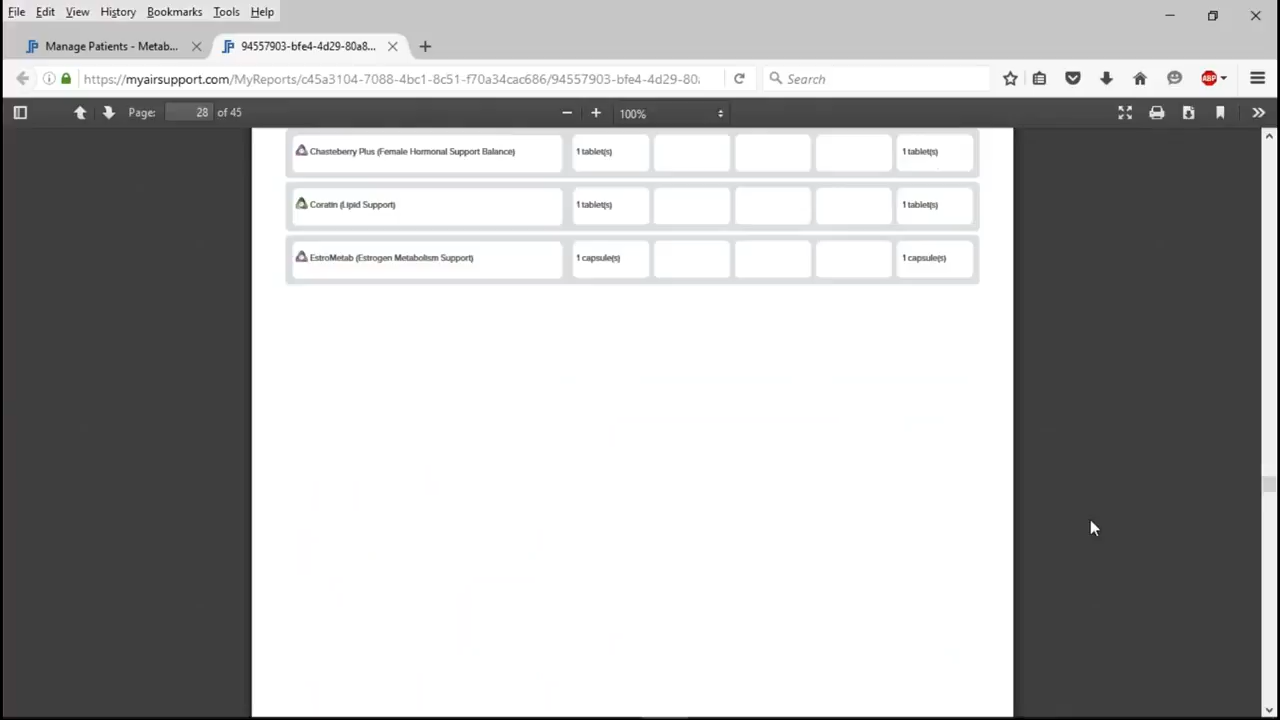 File Edit View History Bookmarks Tools Help
Manage Patients - Metab... 94557903-bfe4-4d29-80a8...
https://myairsupport.com/MyReports/c45a3104-7088-4bc1-8c51-f70a34cac686/94557903-bfe4-4d29-80a Search ABP
Page: 28 of 45 100%
Chasteberry Plus (Female Hormonal Support Balance) 1 tablet(s) 1 tablet(s)
Coratin (Lipid Support) 1 tablet(s) 1 tablet(s)
EstroMetab (Estrogen Metabolism Support) 1 capsule(s) 1 capsule(s)